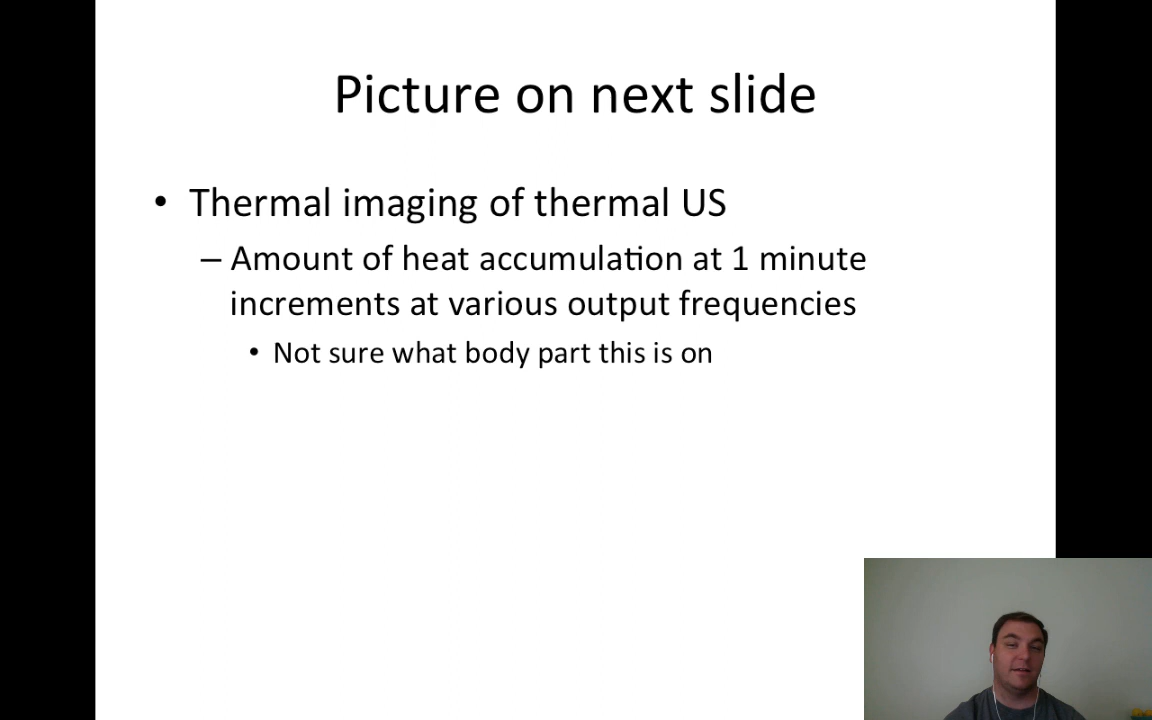 Picture on next slide
• Thermal imaging of thermal US
– Amount of heat accumulation at 1 minute
increments at various output frequencies
• Not sure what body part this is on